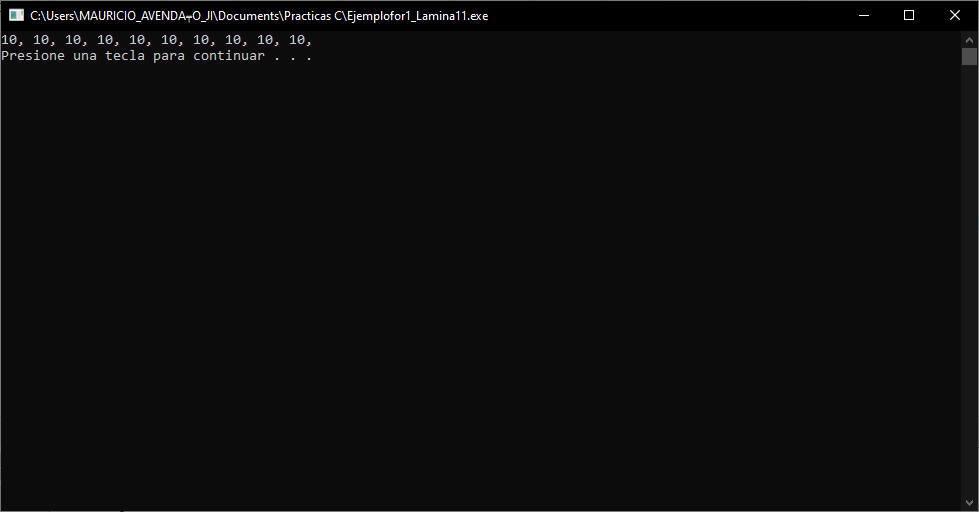 C:\Users\MAURICIO_AVENDA╤O_JI\Documents\Practicas C\Ejemplofor1_Lamina11.exe
10, 10, 10, 10, 10, 10, 10, 10, 10, 10,
Presione una tecla para continuar . . .